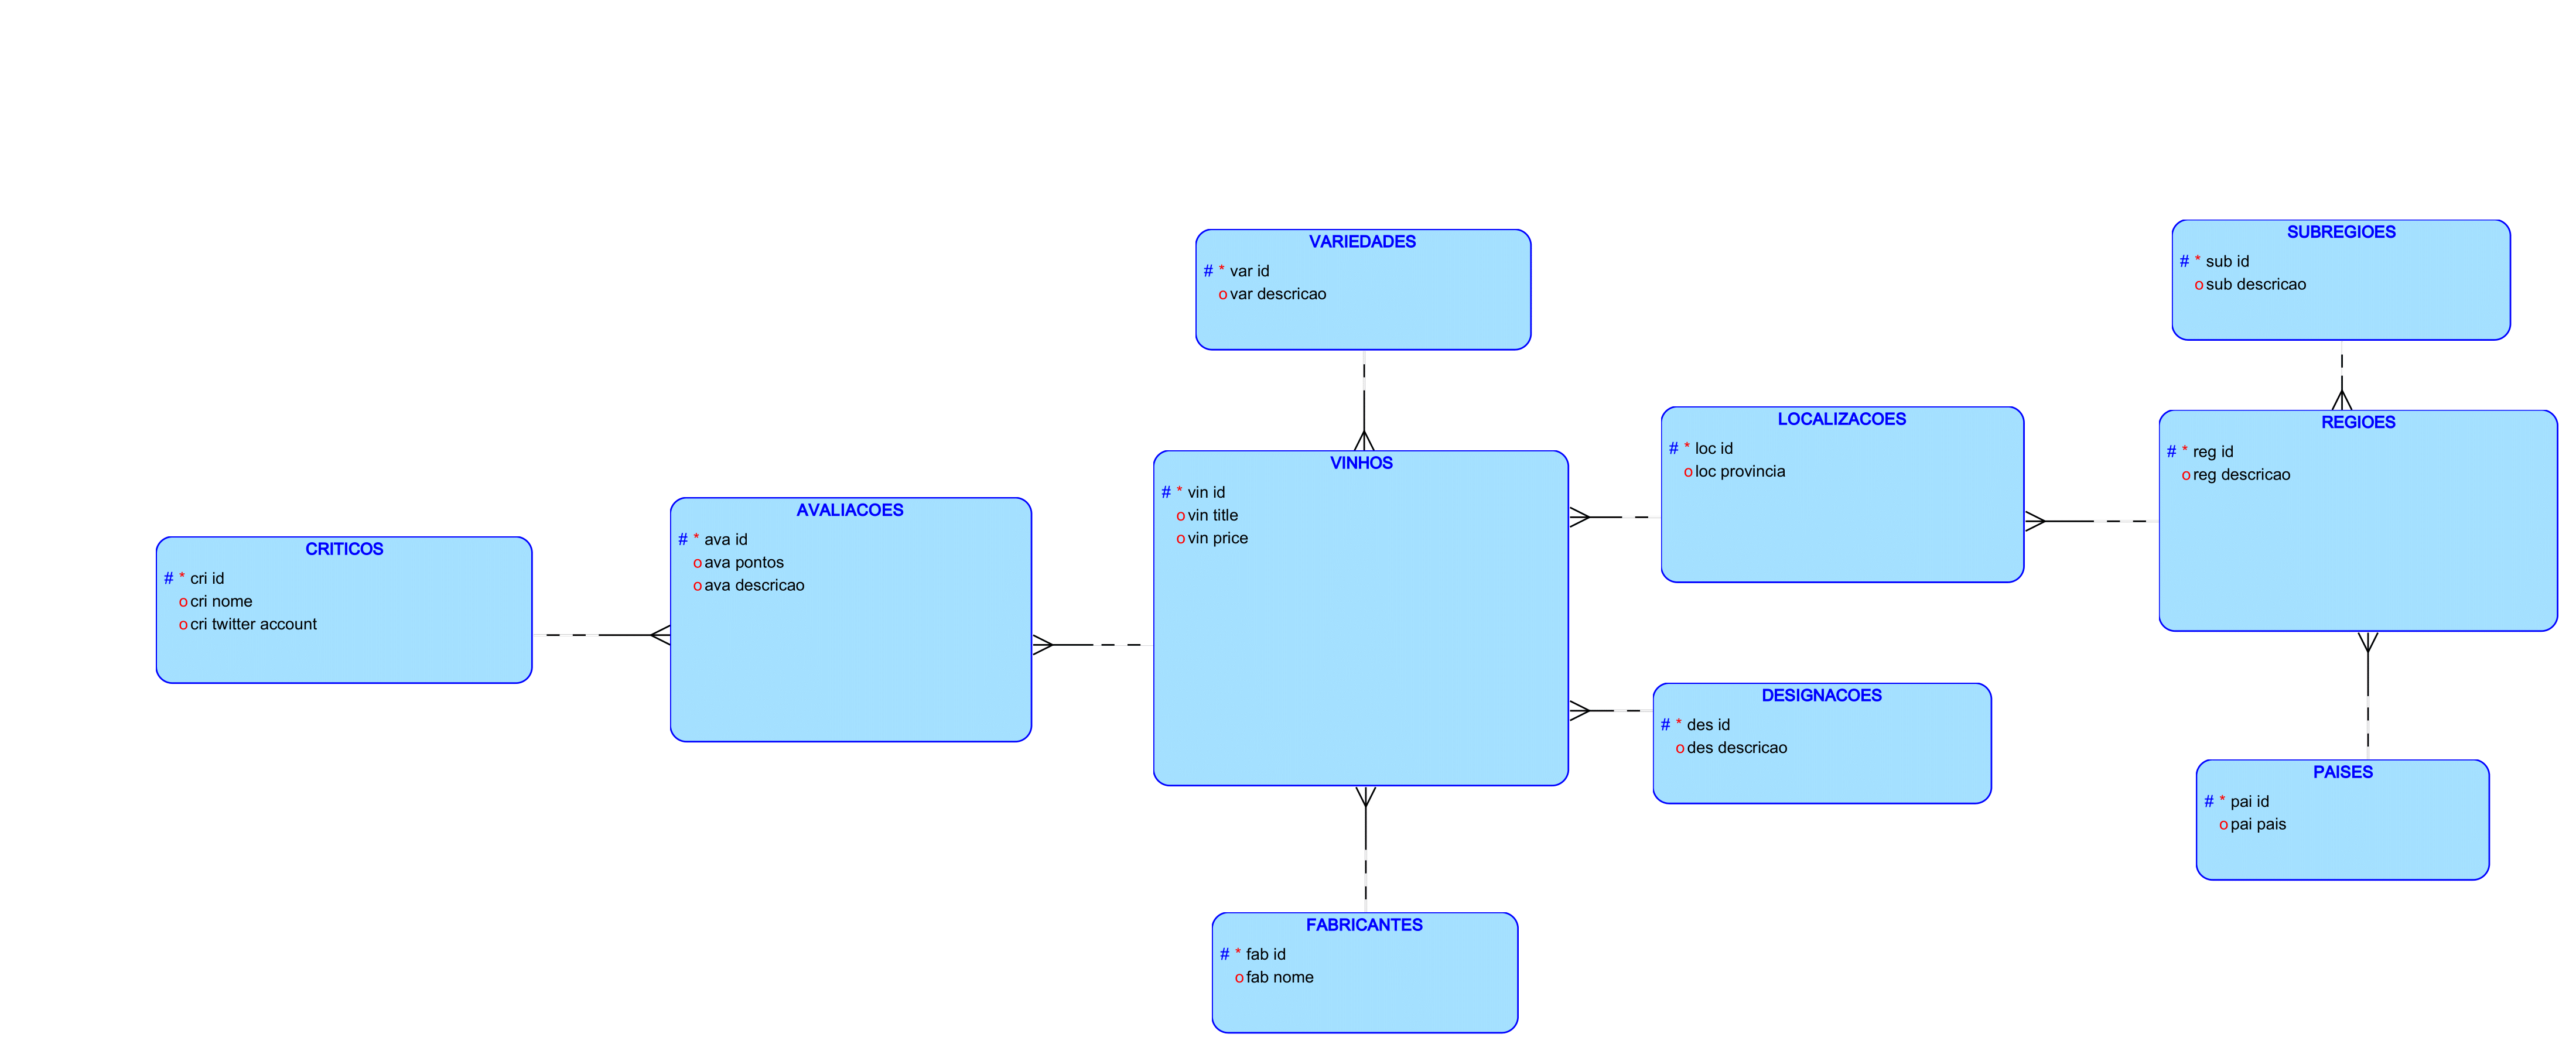 VARIEDADES
# * var id
o var descricao
SUBREGIOES
# * sub id
o sub descricao
LOCALIZACOES
# * loc id
o loc provincia
REGIOES
# * reg id
o reg descricao
VINHOS
# * vin id
o vin title
o vin price
AVALIACOES
# * ava id
o ava pontos
o ava descricao
CRITICOS
# * cri id
o cri nome
o cri twitter account
DESIGNACOES
# * des id
o des descricao
PAISES
# * pai id
o pai pais
FABRICANTES
# * fab id
o fab nome